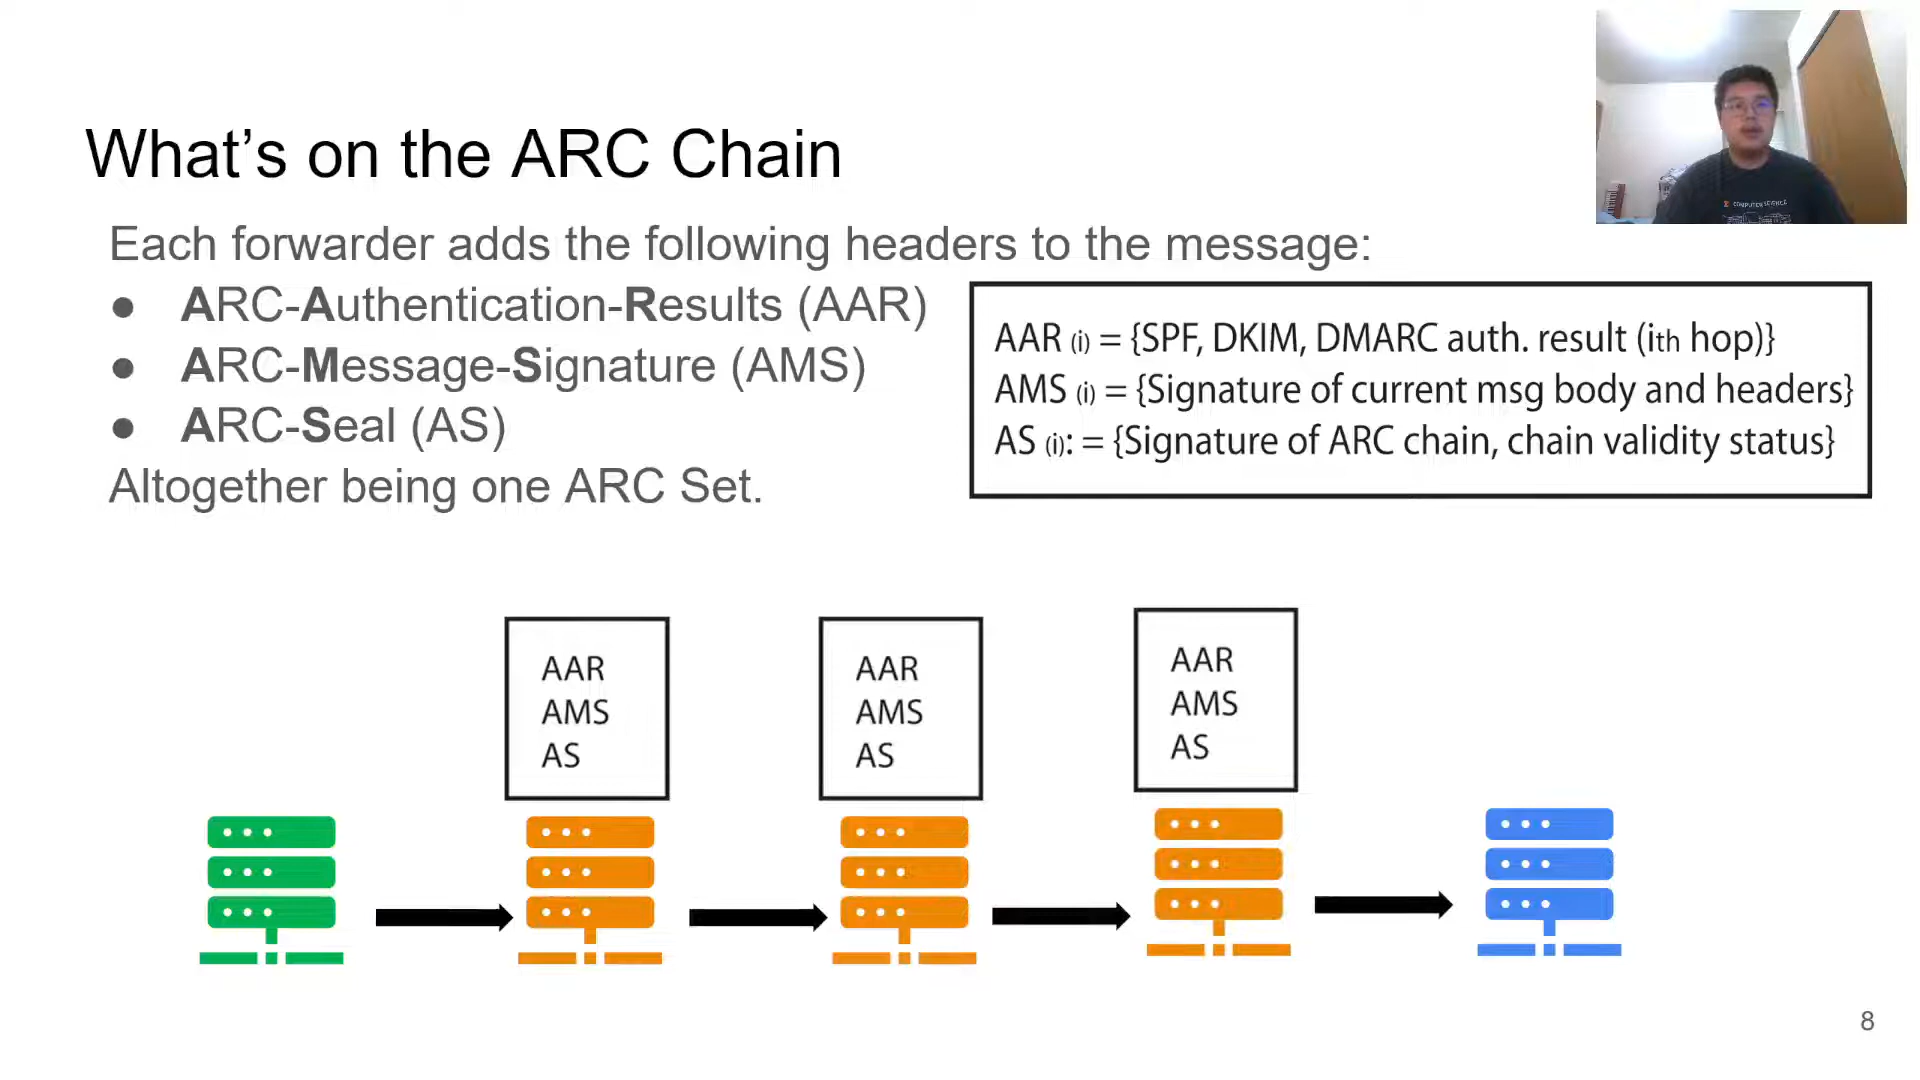 What's on the ARC Chain
Each forwarder adds the following headers to the message:
● ARC-Authentication-Results (AAR)
● ARC-Message-Signature (AMS)
● ARC-Seal (AS)
Altogether being one ARC Set.
AAR (i) = {SPF, DKIM, DMARC auth. result (ith hop)}
AMS (i) = {Signature of current msg body and headers}
AS (i): = {Signature of ARC chain, chain validity status}
AAR
AMS
AS
AAR
AMS
AS
AAR
AMS
AS
COMPUTER SCIENCE
8